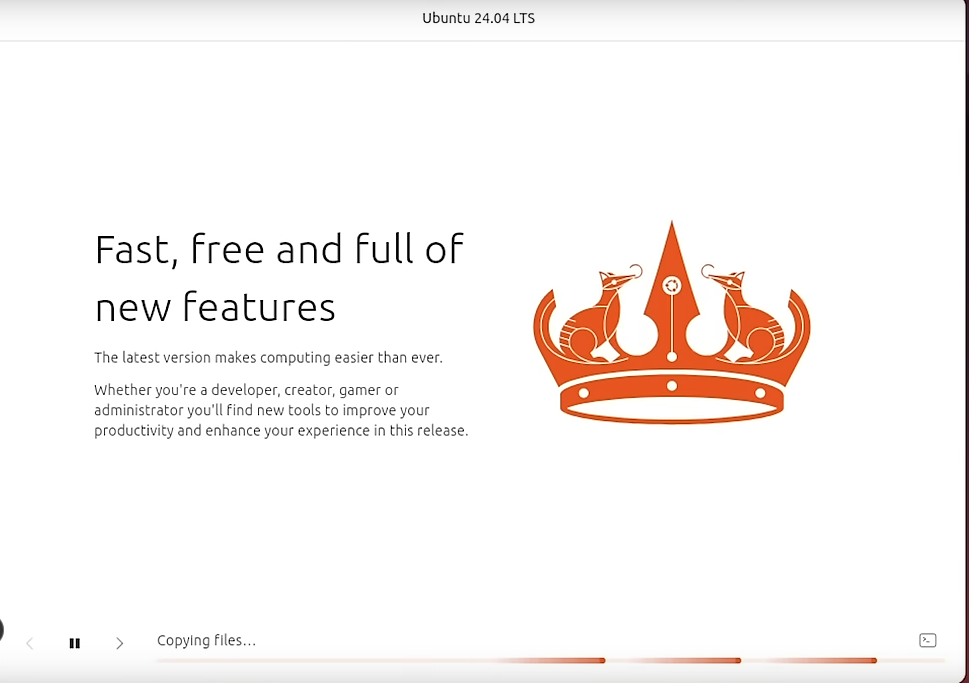 Ubuntu 24.04 LTS
Fast, free and full of
new features
The latest version makes computing easier than ever.
Whether you're a developer, creator, gamer or
administrator you'll find new tools to improve your
productivity and enhance your experience in this release.
Copying files...